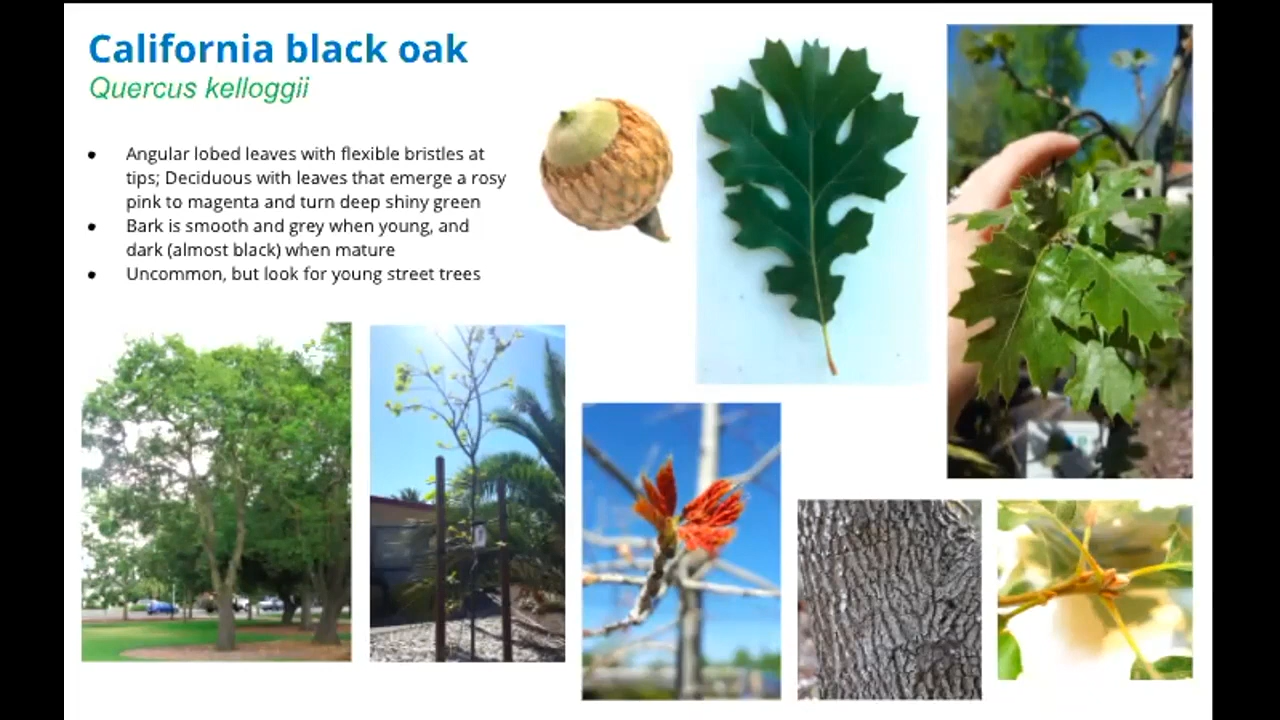 California black oak
Quercus kelloggii
● Angular lobed leaves with flexible bristles at
tips; Deciduous with leaves that emerge a rosy
pink to magenta and turn deep shiny green
● Bark is smooth and grey when young, and
dark (almost black) when mature
● Uncommon, but look for young street trees